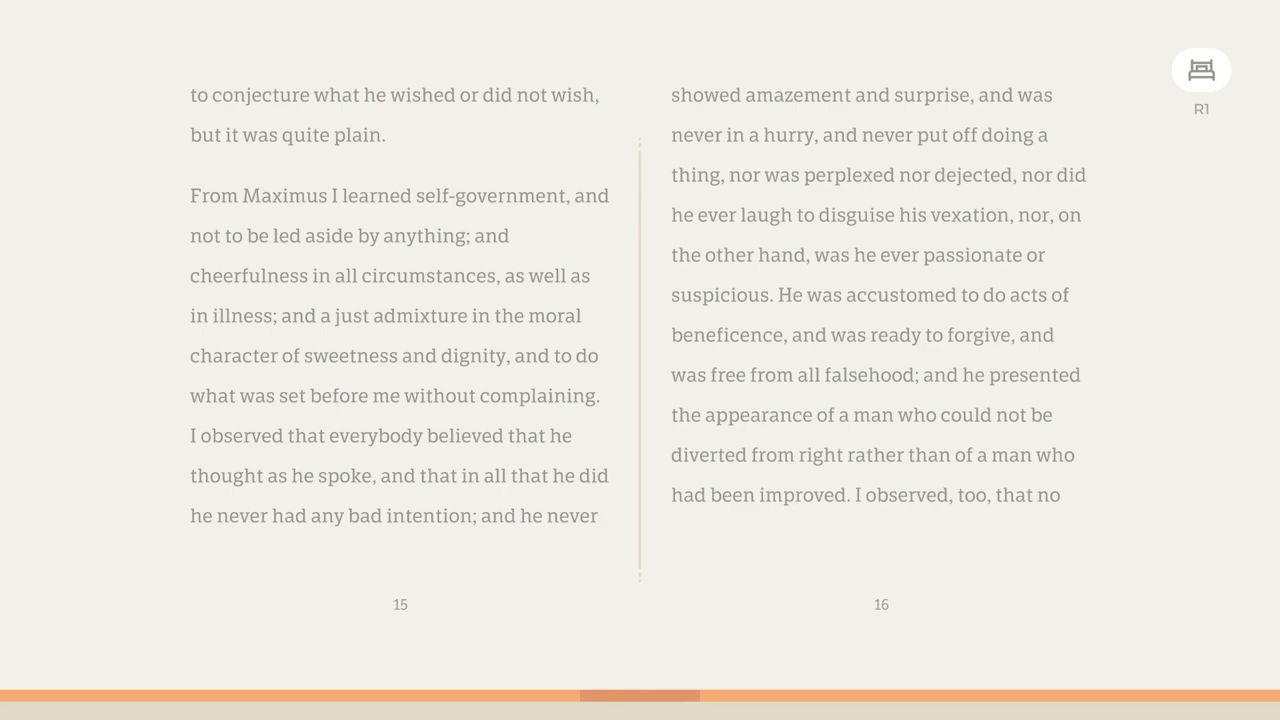 to conjecture what he wished or did not wish,
but it was quite plain.
From Maximus I learned self-government, and
not to be led aside by anything; and
cheerfulness in all circumstances, as well as
in illness; and a just admixture in the moral
character of sweetness and dignity, and to do
what was set before me without complaining.
I observed that everybody believed that he
thought as he spoke, and that in all that he did
he never had any bad intention; and he never
15
showed amazement and surprise, and was
never in a hurry, and never put off doing a
thing, nor was perplexed nor dejected, nor did
he ever laugh to disguise his vexation, nor, on
the other hand, was he ever passionate or
suspicious. He was accustomed to do acts of
beneficence, and was ready to forgive, and
was free from all falsehood; and he presented
the appearance of a man who could not be
diverted from right rather than of a man who
had been improved. I observed, too, that no
16
R1